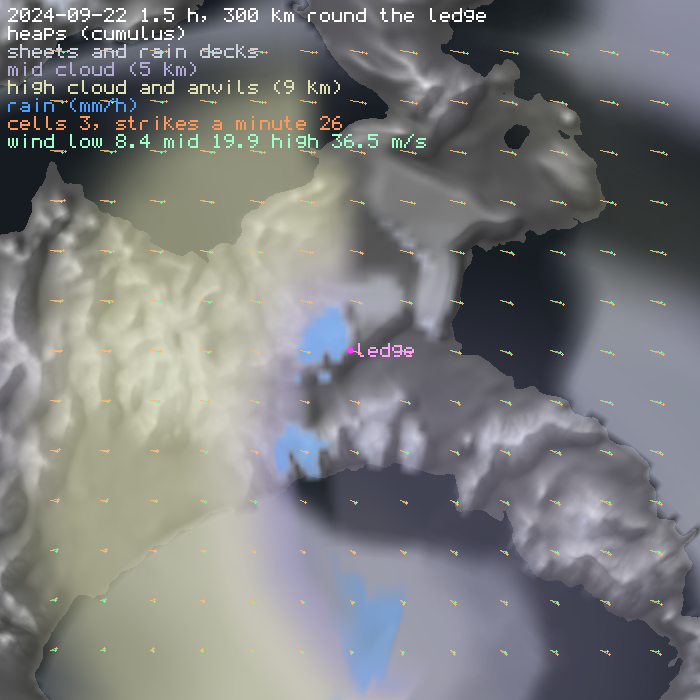 2024-09-22 1.5 h, 300 km round the ledge
heaPs (cumulus)
sheets and rain decks
mid cloud (5 km)
high cloud and anvils (9 km)
rain (mm/h)
cells 3, strikes a minute 26
wind low 8.4 mid 19.9 high 36.5 m/s
ledge